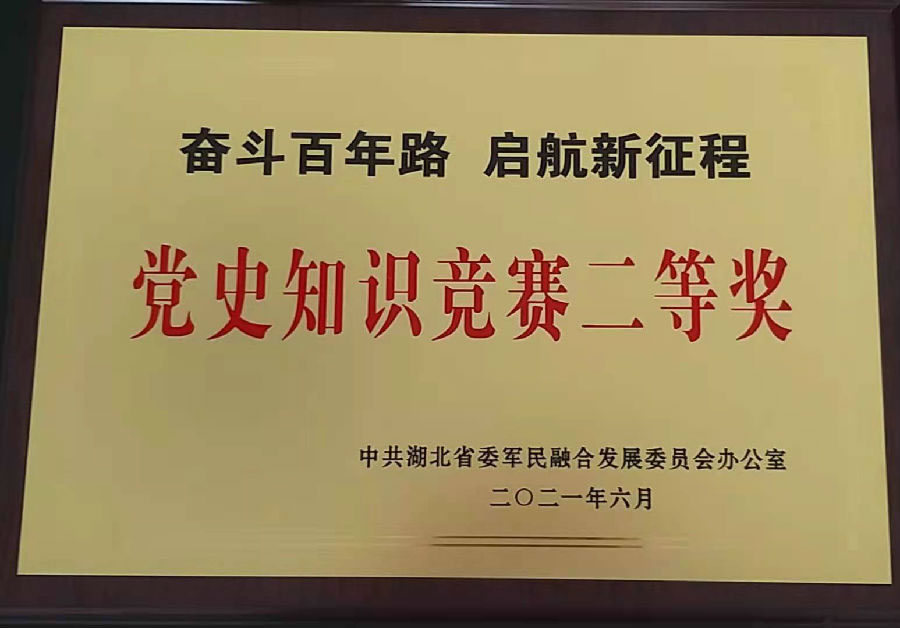 奋斗百年路 启航新征程
党史知识竞赛二等奖
中共湖北省委军民融合发展委员会办公室
二〇二一年六月